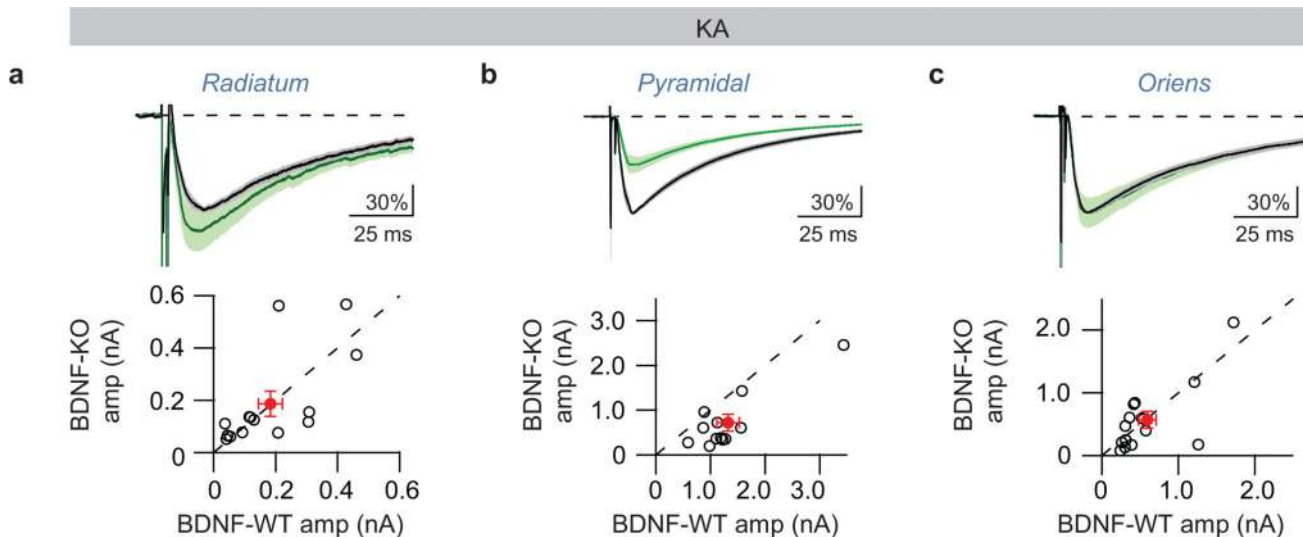 KA
a
Radiatum
30%
25 ms
BDNF-KO
amp (nA)
0.6
0.4
0.2
0
0
0.2
0.4
0.6
BDNF-WT amp (nA)
b
Pyramidal
30%
25 ms
BDNF-KO
amp (nA)
3.0
2.0
1.0
0
0
1.0
2.0
3.0
BDNF-WT amp (nA)
c
Oriens
30%
25 ms
BDNF-KO
amp (nA)
2.0
1.0
0
0
1.0
2.0
BDNF-WT amp (nA)